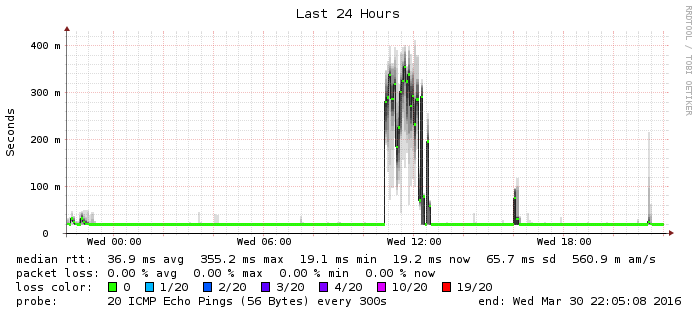 Last 24 Hours
RRDTOOL / TOBI OETIKER
Seconds
400 m
300 m
200 m
100 m
0
Wed 00:00 Wed 06:00 Wed 12:00 Wed 18:00
median rtt: 36.9 ms avg 355.2 ms max 19.1 ms min 19.2 ms now 65.7 ms sd 560.9 m am/s
packet loss: 0.00 % avg 0.00 % max 0.00 % min 0.00 % now
loss color: 0 1/20 2/20 3/20 4/20 10/20 19/20
probe: 20 ICMP Echo Pings (56 Bytes) every 300s end: Wed Mar 30 22:05:08 2016